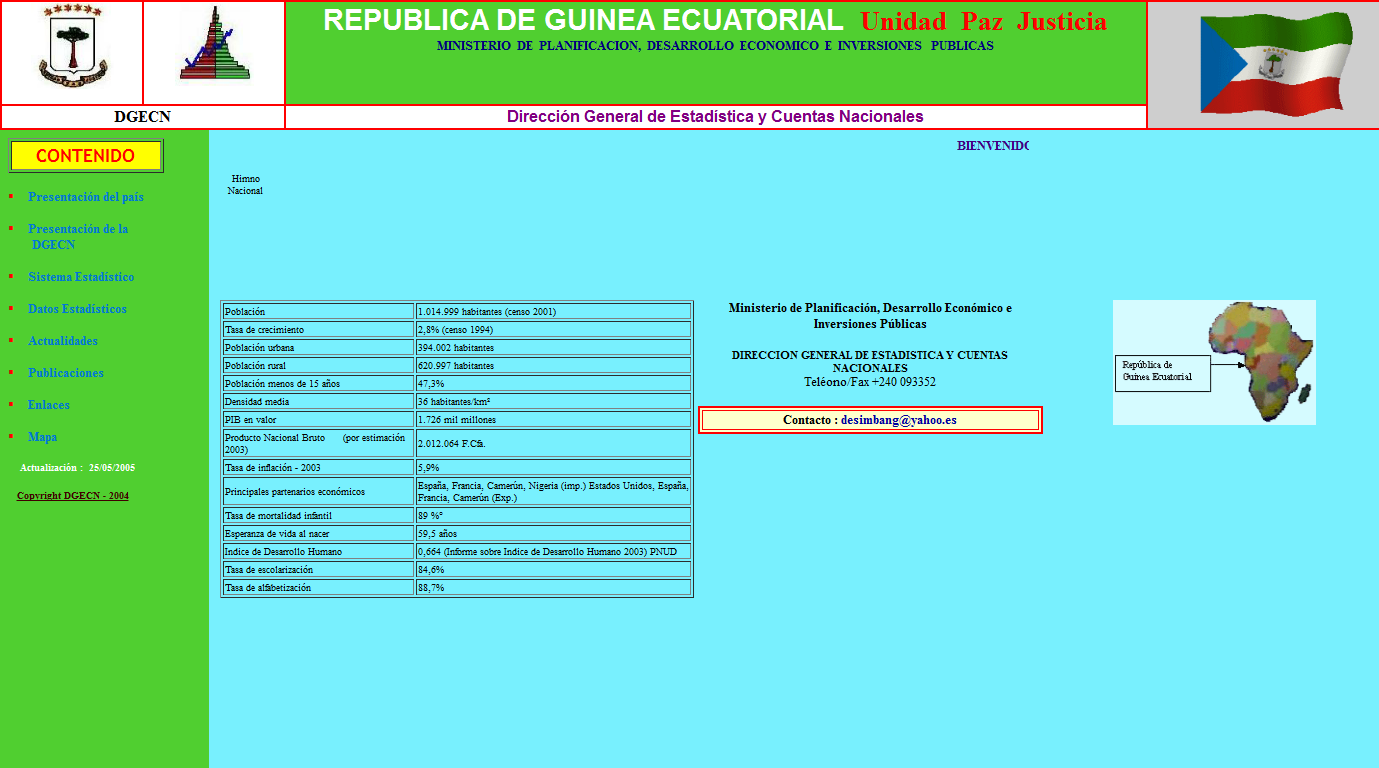 REPUBLICA DE GUINEA ECUATORIAL Unidad Paz Justicia
MINISTERIO DE PLANIFICACION, DESARROLLO ECONOMICO E INVERSIONES PUBLICAS
DGECN
Dirección General de Estadística y Cuentas Nacionales
CONTENIDO
Presentación del país
Presentación de la
DGECN
Sistema Estadístico
Datos Estadísticos
Actualidades
Publicaciones
Enlaces
Mapa
Actualización : 25/05/2005
Copyright DGECN - 2004
BIENVENIDO
Himno
Nacional
Población 1.014.999 habitantes (censo 2001)
Tasa de crecimiento 2,8% (censo 1994)
Población urbana 394.002 habitantes
Población rural 620.997 habitantes
Población menos de 15 años 47,3%
Densidad media 36 habitantes/km²
PIB en valor 1.726 mil millones
Producto Nacional Bruto (por estimación
2003) 2.012.064 F.Cfa.
Tasa de inflación - 2003 5,9%
Principales partenarios económicos España, Francia, Camerún, Nigeria (imp.) Estados Unidos, España,
Francia, Camerún (Exp.)
Tasa de mortalidad infantil 89 %°
Esperanza de vida al nacer 59,5 años
Indice de Desarrollo Humano 0,664 (Informe sobre Indice de Desarrollo Humano 2003) PNUD
Tasa de escolarización 84,6%
Tasa de alfabetización 88,7%
Ministerio de Planificación, Desarrollo Económico e
Inversiones Públicas
DIRECCION GENERAL DE ESTADISTICA Y CUENTAS
NACIONALES
Teléono/Fax +240 093352
Contacto : desimbang@yahoo.es
República de
Guinea Ecuatorial